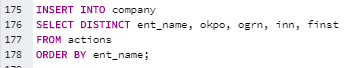 175 INSERT INTO company
176 SELECT DISTINCT ent_name, okpo, ogrn, inn, finst
177 FROM actions
178 ORDER BY ent_name;